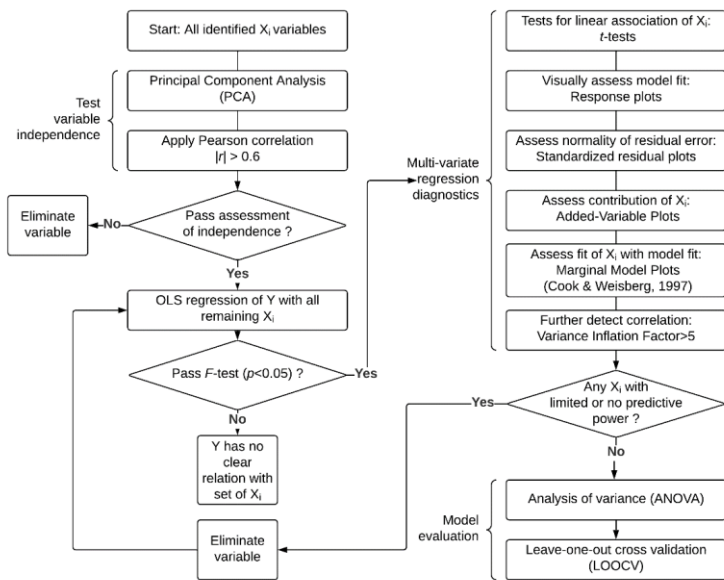 Start: All identified Xi variables
Test
variable
independence
Principal Component Analysis
(PCA)
Apply Pearson correlation
|r| > 0.6
Pass assessment
of independence ?
No
Eliminate
variable
Yes
OLS regression of Y with all
remaining Xi
Pass F-test (p<0.05) ?
Yes
No
Y has no
clear
relation with
set of Xi
Eliminate
variable
Multi-variate
regression
diagnostics
Tests for linear association of Xi:
t-tests
Visually assess model fit:
Response plots
Assess normality of residual error:
Standardized residual plots
Assess contribution of Xi:
Added-Variable Plots
Assess fit of Xi with model fit:
Marginal Model Plots
(Cook & Weisberg, 1997)
Further detect correlation:
Variance Inflation Factor>5
Any Xi with
limited or no predictive
power ?
Yes
No
Model
evaluation
Analysis of variance (ANOVA)
Leave-one-out cross validation
(LOOCV)